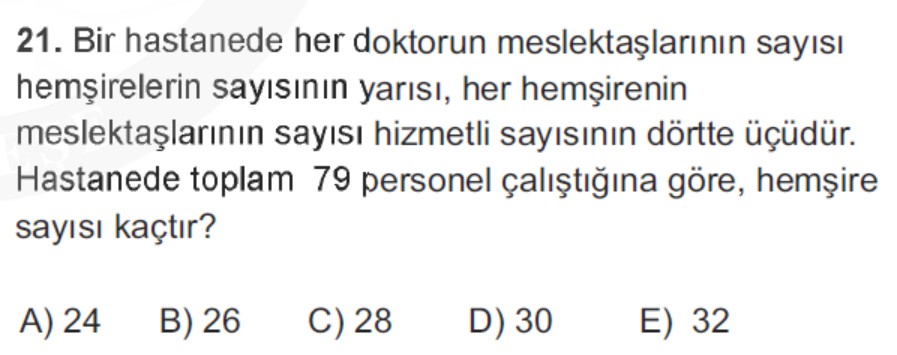 21. Bir hastanede her doktorun meslektaşlarının sayısı
hemşirelerin sayısının yarısı, her hemşirenin
meslektaşlarının sayısı hizmetli sayısının dörtte üçüdür.
Hastanede toplam 79 personel çalıştığına göre, hemşire
sayısı kaçtır?
A) 24 B) 26 C) 28 D) 30 E) 32